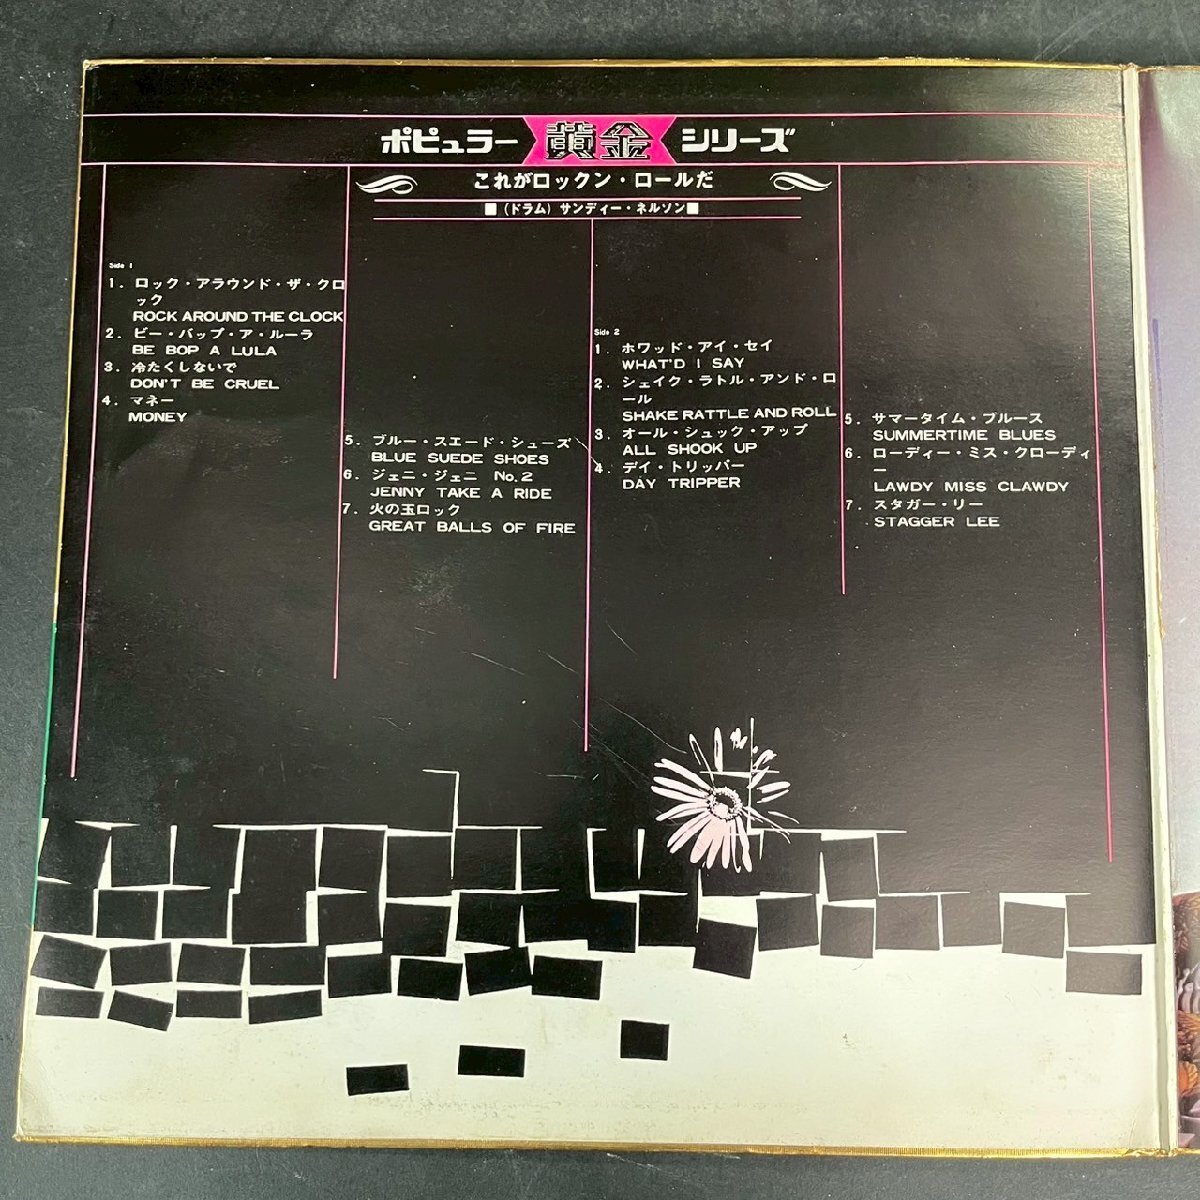 ポピュラー 黄金 シリーズ
これがロックン・ロールだ
■(ドラム) サンディー・ネルソン■
Side 1
1. ロック・アラウンド・ザ・クロ
ック
ROCK AROUND THE CLOCK
2. ビー・バップ・ア・ルーラ
BE BOP A LULA
3. 冷たくしないで
DON'T BE CRUEL
4. マネー
MONEY
5. ブルー・スエード・シューズ
BLUE SUEDE SHOES
6. ジェニ・ジェニ No.2
JENNY TAKE A RIDE
7.火の玉ロック
GREAT BALLS OF FIRE
Side 2
1. ホワッド・アイ・セイ
WHAT'D I SAY
2. シェイク・ラトル・アンド・ロ
ール
SHAKE RATTLE AND ROLL
3. オール・シュック・アップ
ALL SHOOK UP
4. デイ・トリッパー
DAY TRIPPER
5. サマータイム・ブルース
SUMMERTIME BLUES
6. ローディー・ミス・クローディ
ー
LAWDY MISS CLAWDY
7. スタガー・リー
STAGGER LEE